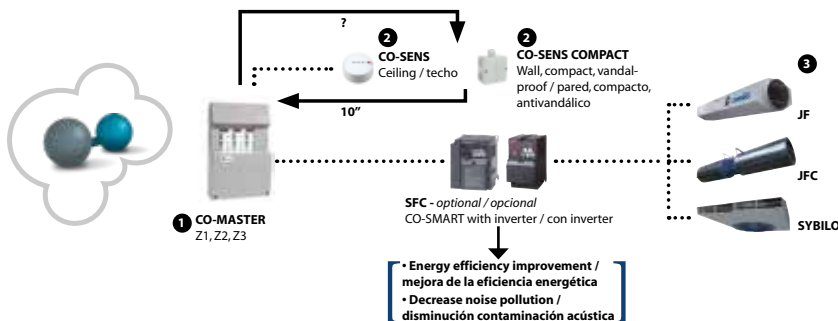 ?
2
CO-SENS
Ceiling / techo
2
CO-SENS COMPACT
Wall, compact, vandal-
proof / pared, compacto,
antivandálico
10”
3
JF
JFC
SYBILO
1 CO-MASTER
Z1, Z2, Z3
SFC - optional / opcional
CO-SMART with inverter / con inverter
• Energy efficiency improvement /
mejora de la eficiencia energética
• Decrease noise pollution /
disminución contaminación acústica